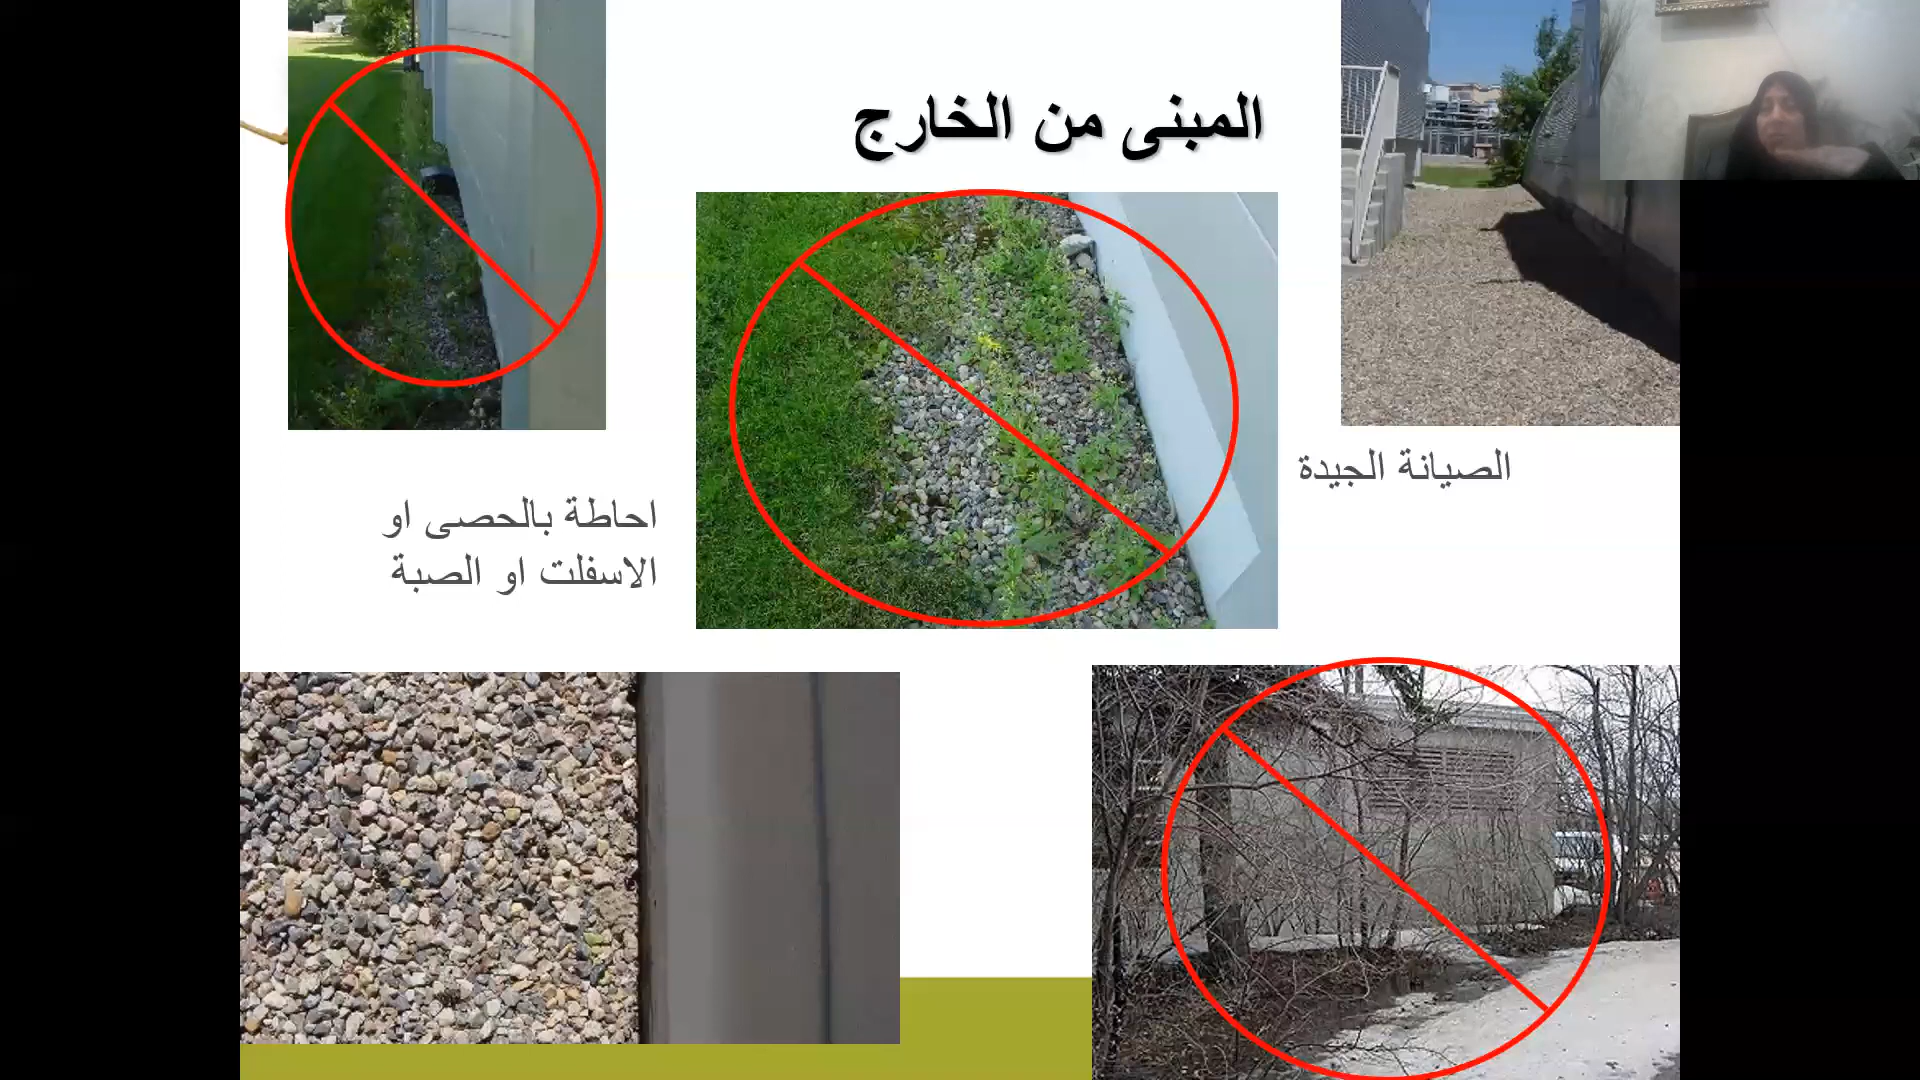 المبنى من الخارج
الصيانة الجيدة
احاطة بالحصى او
الاسفلت او الصبة